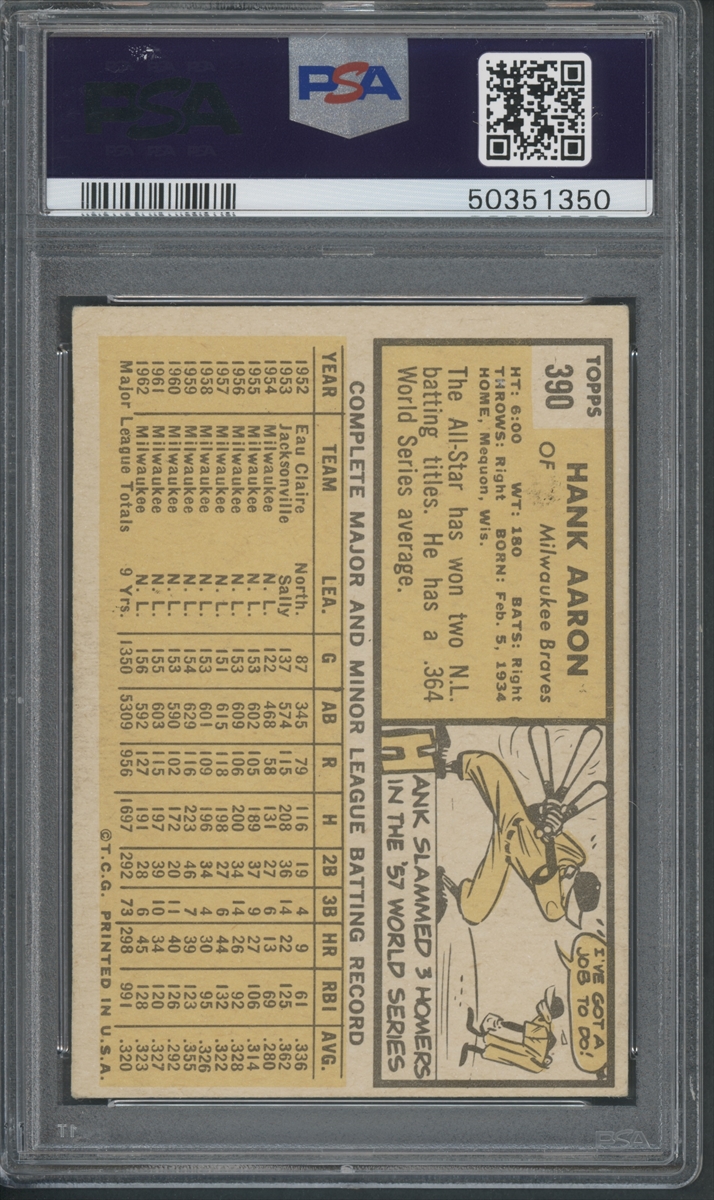 PSA
PSA
50351350
TOPPS
390
HANK AARON
OF Milwaukee Braves
HT: 6:00 WT: 180 BATS: Right
THROWS: Right BORN: Feb. 5, 1934
HOME, Mequon, Wis.
The All-Star has won two N.L.
batting titles. He has a .364
World Series average.
I'VE GOT A
JOB TO DO!
HANK SLAMMED 3 HOMERS
IN THE '57 WORLD SERIES
COMPLETE MAJOR AND MINOR LEAGUE BATTING RECORD
YEAR TEAM LEA. G AB R H 2B 3B HR RBI AVG.
1952 Eau Claire North. 87 345 79 116 19 4 9 61 .336
1953 Jacksonville Sally 137 574 115 208 36 14 22 125 .362
1954 Milwaukee N. L. 122 468 58 131 27 6 13 69 .280
1955 Milwaukee N. L. 153 602 105 189 37 9 27 106 .314
1956 Milwaukee N. L. 153 609 106 200 34 14 26 92 .328
1957 Milwaukee N. L. 151 615 118 198 27 6 44 132 .322
1958 Milwaukee N. L. 153 601 109 196 34 4 30 95 .326
1959 Milwaukee N. L. 154 629 116 223 46 7 39 123 .355
1960 Milwaukee N. L. 153 590 102 172 20 11 40 126 .292
1961 Milwaukee N. L. 155 603 115 197 39 10 34 120 .327
1962 Milwaukee N. L. 156 592 127 191 28 6 45 128 .323
Major League Totals 9 Yrs. 1350 5309 956 1697 292 73 298 991 .320
©T.C.G. PRINTED IN U.S.A.
PSA